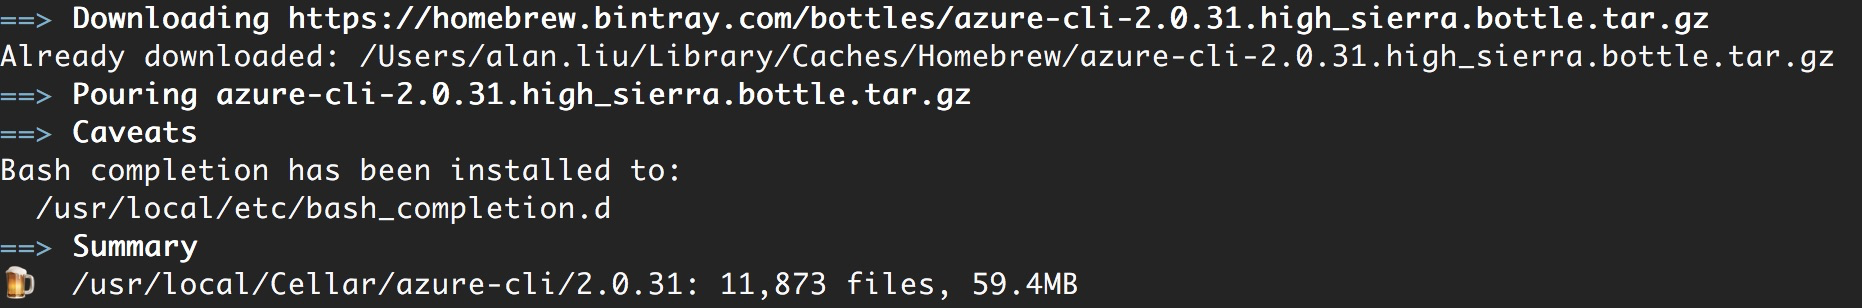 ==> Downloading https://homebrew.bintray.com/bottles/azure-cli-2.0.31.high_sierra.bottle.tar.gz
Already downloaded: /Users/alan.liu/Library/Caches/Homebrew/azure-cli-2.0.31.high_sierra.bottle.tar.gz
==> Pouring azure-cli-2.0.31.high_sierra.bottle.tar.gz
==> Caveats
Bash completion has been installed to:
  /usr/local/etc/bash_completion.d
==> Summary
🍺  /usr/local/Cellar/azure-cli/2.0.31: 11,873 files, 59.4MB